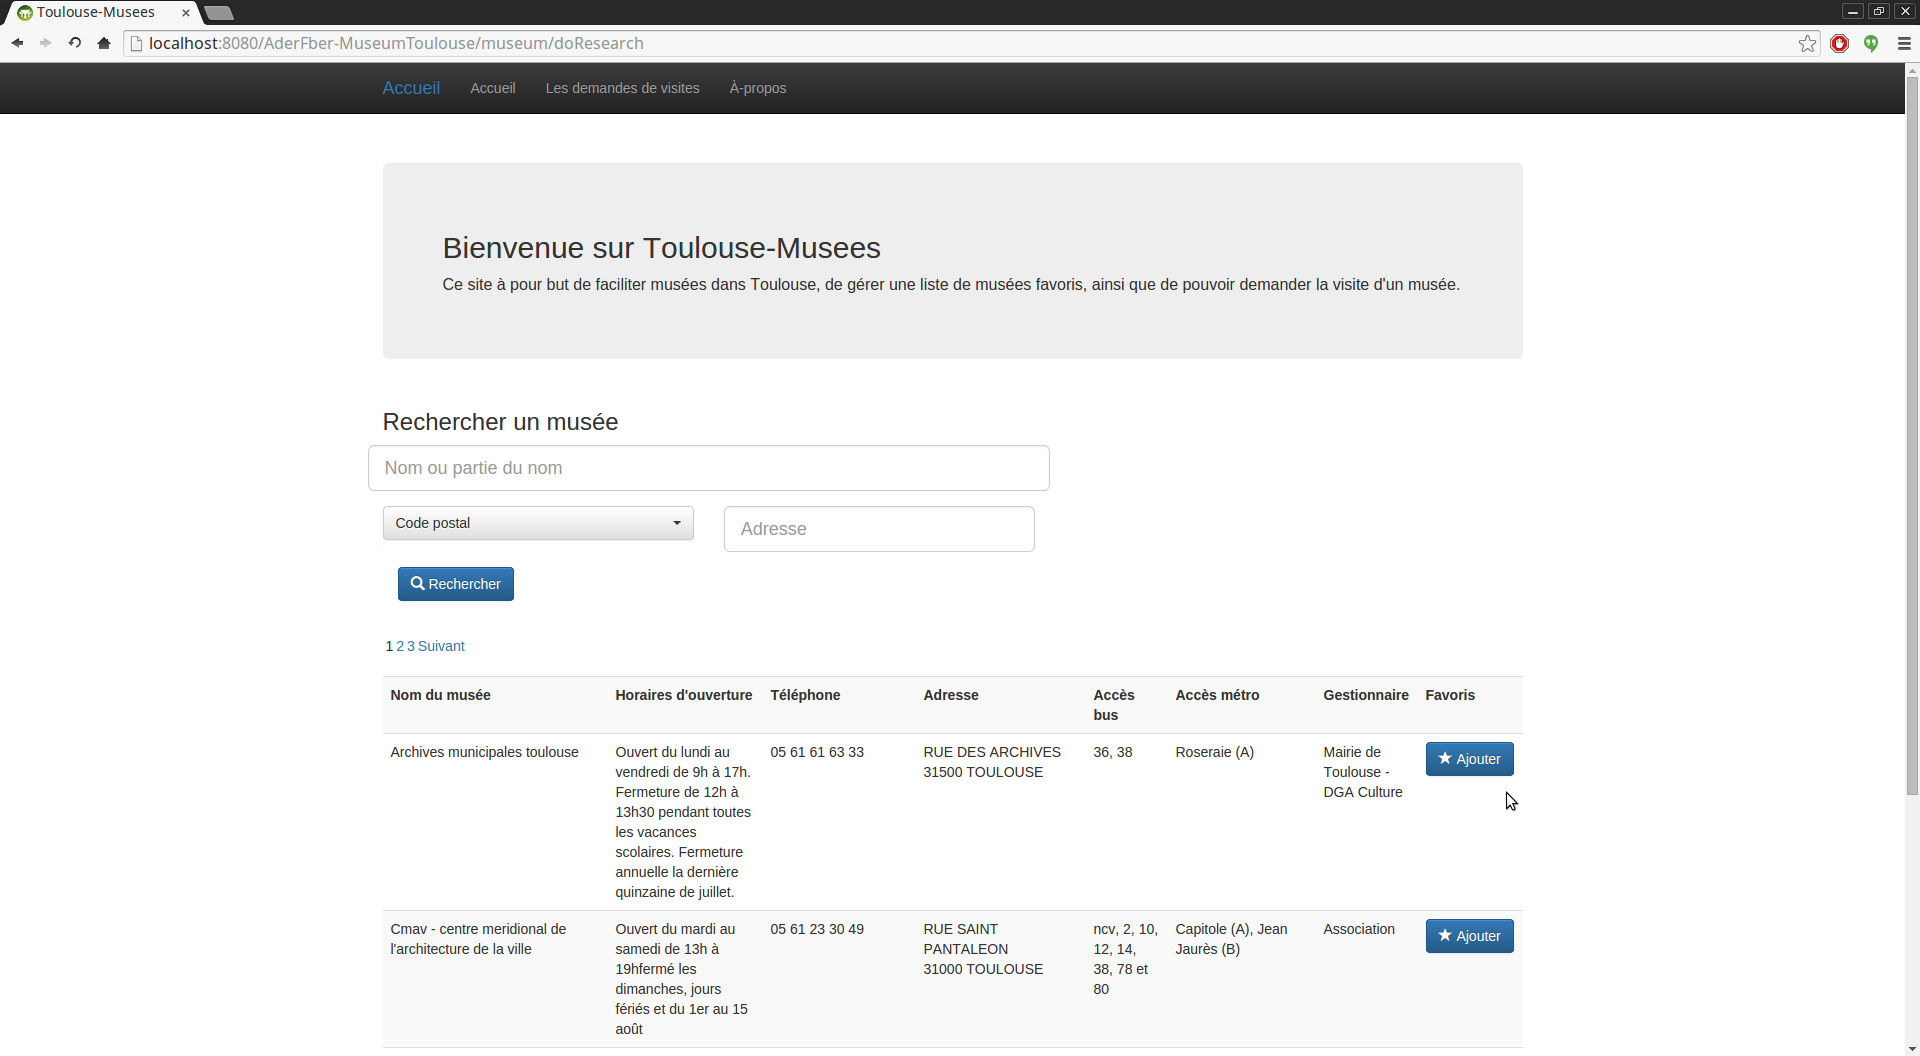 Toulouse-Musees
localhost:8080/AderFber-MuseumToulouse/museum/doResearch
Accueil Accueil Les demandes de visites À-propos
Bienvenue sur Toulouse-Musees
Ce site à pour but de faciliter musées dans Toulouse, de gérer une liste de musées favoris, ainsi que de pouvoir demander la visite d'un musée.
Rechercher un musée
Nom ou partie du nom
Code postal Adresse
Rechercher
1 2 3 Suivant
Nom du musée
Horaires d'ouverture
Téléphone
Adresse
Accès
bus
Accès métro
Gestionnaire
Favoris
Archives municipales toulouse
Ouvert du lundi au
vendredi de 9h à 17h.
Fermeture de 12h à
13h30 pendant toutes
les vacances
scolaires. Fermeture
annuelle la dernière
quinzaine de juillet.
05 61 61 63 33
RUE DES ARCHIVES
31500 TOULOUSE
36, 38
Roseraie (A)
Mairie de
Toulouse -
DGA Culture
Ajouter
Cmav - centre meridional de
l'architecture de la ville
Ouvert du mardi au
samedi de 13h à
19hfermé les
dimanches, jours
fériés et du 1er au 15
août
05 61 23 30 49
RUE SAINT
PANTALEON
31000 TOULOUSE
ncv, 2, 10,
12, 14,
38, 78 et
80
Capitole (A), Jean
Jaurès (B)
Association
Ajouter